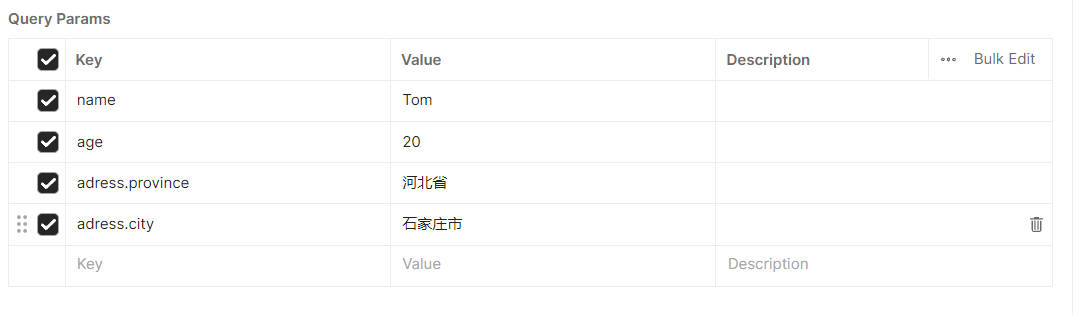 Query Params
Key Value Description Bulk Edit
name Tom
age 20
adress.province 河北省
adress.city 石家庄市
Key Value Description